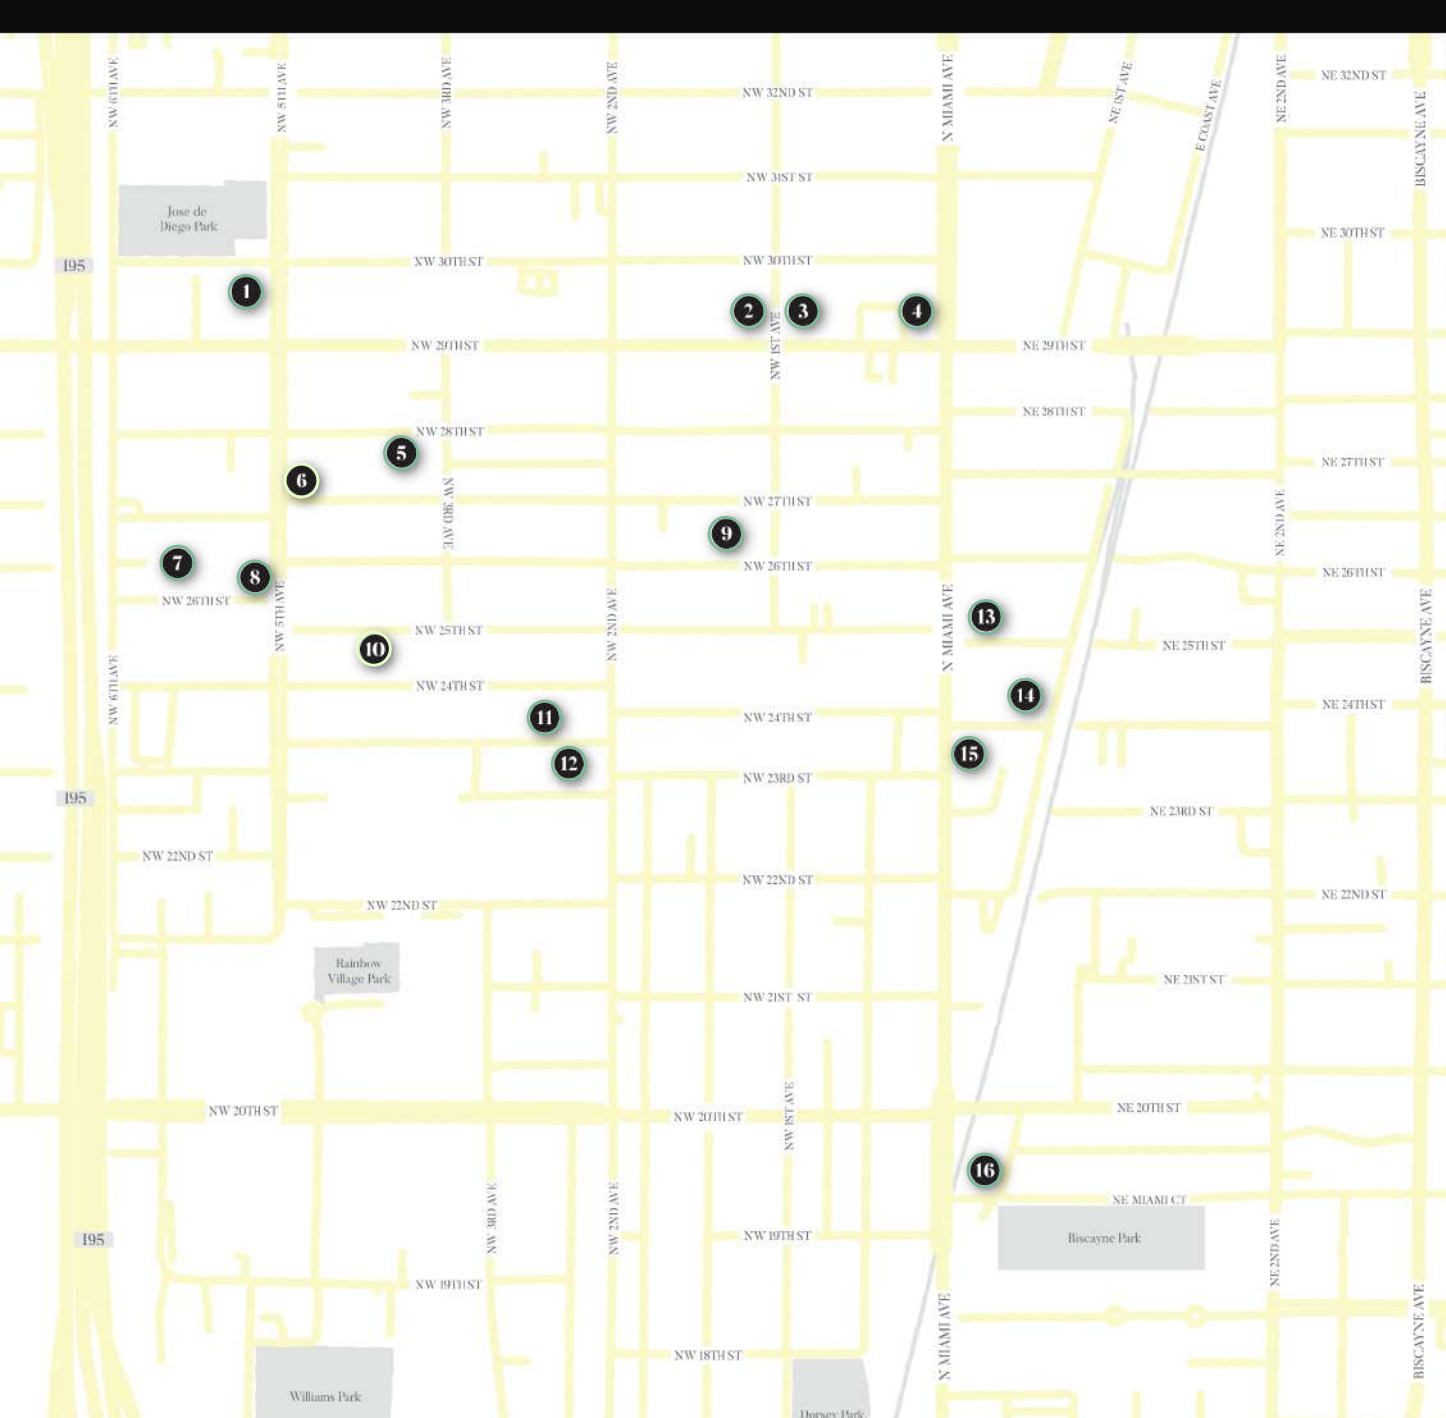 NW 6TH AVE
NW 5TH AVE
NW 3RD AVE
NW 2ND AVE
NW 32ND ST
N MIAMI AVE
NE 1ST AVE
E COAST AVE
NE 2ND AVE
NE 32ND ST
BISCAYNE AVE
NW 31ST ST
Jose de
Diego Park
NE 30TH ST
I95
NW 30TH ST
NW 30TH ST
1
2
3
4
NW 1ST AVE
NW 29TH ST
NE 29TH ST
NE 28TH ST
NW 28TH ST
5
NE 27TH ST
6
NW 3RD AVE
NW 27TH ST
NE 2ND AVE
9
7
8
NW 26TH ST
NE 26TH ST
NW 26TH ST
NW 5TH AVE
NW 2ND AVE
N MIAMI AVE
13
BISCAYNE AVE
NW 25TH ST
10
NE 25TH ST
NW 6TH AVE
NW 24TH ST
14
NE 24TH ST
11
NW 24TH ST
15
12
NW 23RD ST
I95
NE 23RD ST
NW 22ND ST
NW 22ND ST
NE 22ND ST
NW 22ND ST
Rainbow
Village Park
NE 21ST ST
NW 21ST ST
NW 20TH ST
NW 20TH ST
NW 1ST AVE
NE 20TH ST
16
NE MIAMI CT
NW 3RD AVE
NW 2ND AVE
I95
NW 19TH ST
Biscayne Park
NE 2ND AVE
NW 19TH ST
N MIAMI AVE
BISCAYNE AVE
NW 18TH ST
Williams Park
Dorsey Park